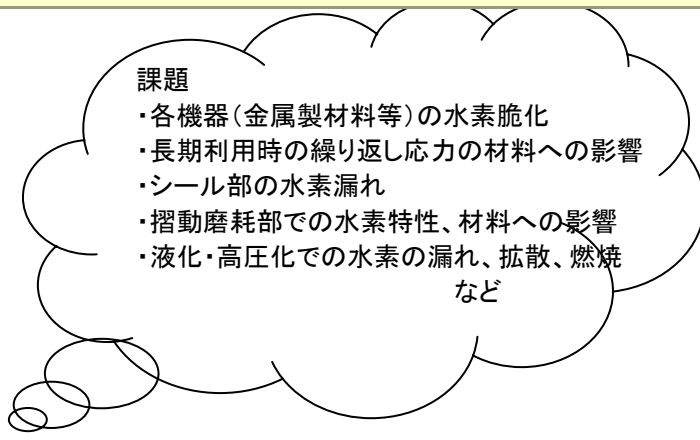 課題
・各機器(金属製材料等)の水素脆化
・長期利用時の繰り返し応力の材料への影響
・シール部の水素漏れ
・摺動磨耗部での水素特性、材料への影響
・液化・高圧化での水素の漏れ、拡散、燃焼
など